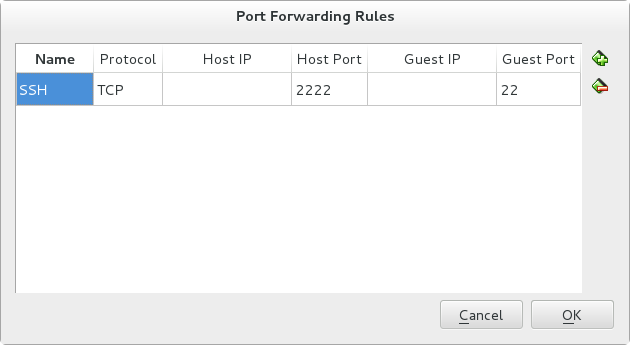 Port Forwarding Rules
Name Protocol Host IP Host Port Guest IP Guest Port
SSH TCP 2222 22
Cancel OK